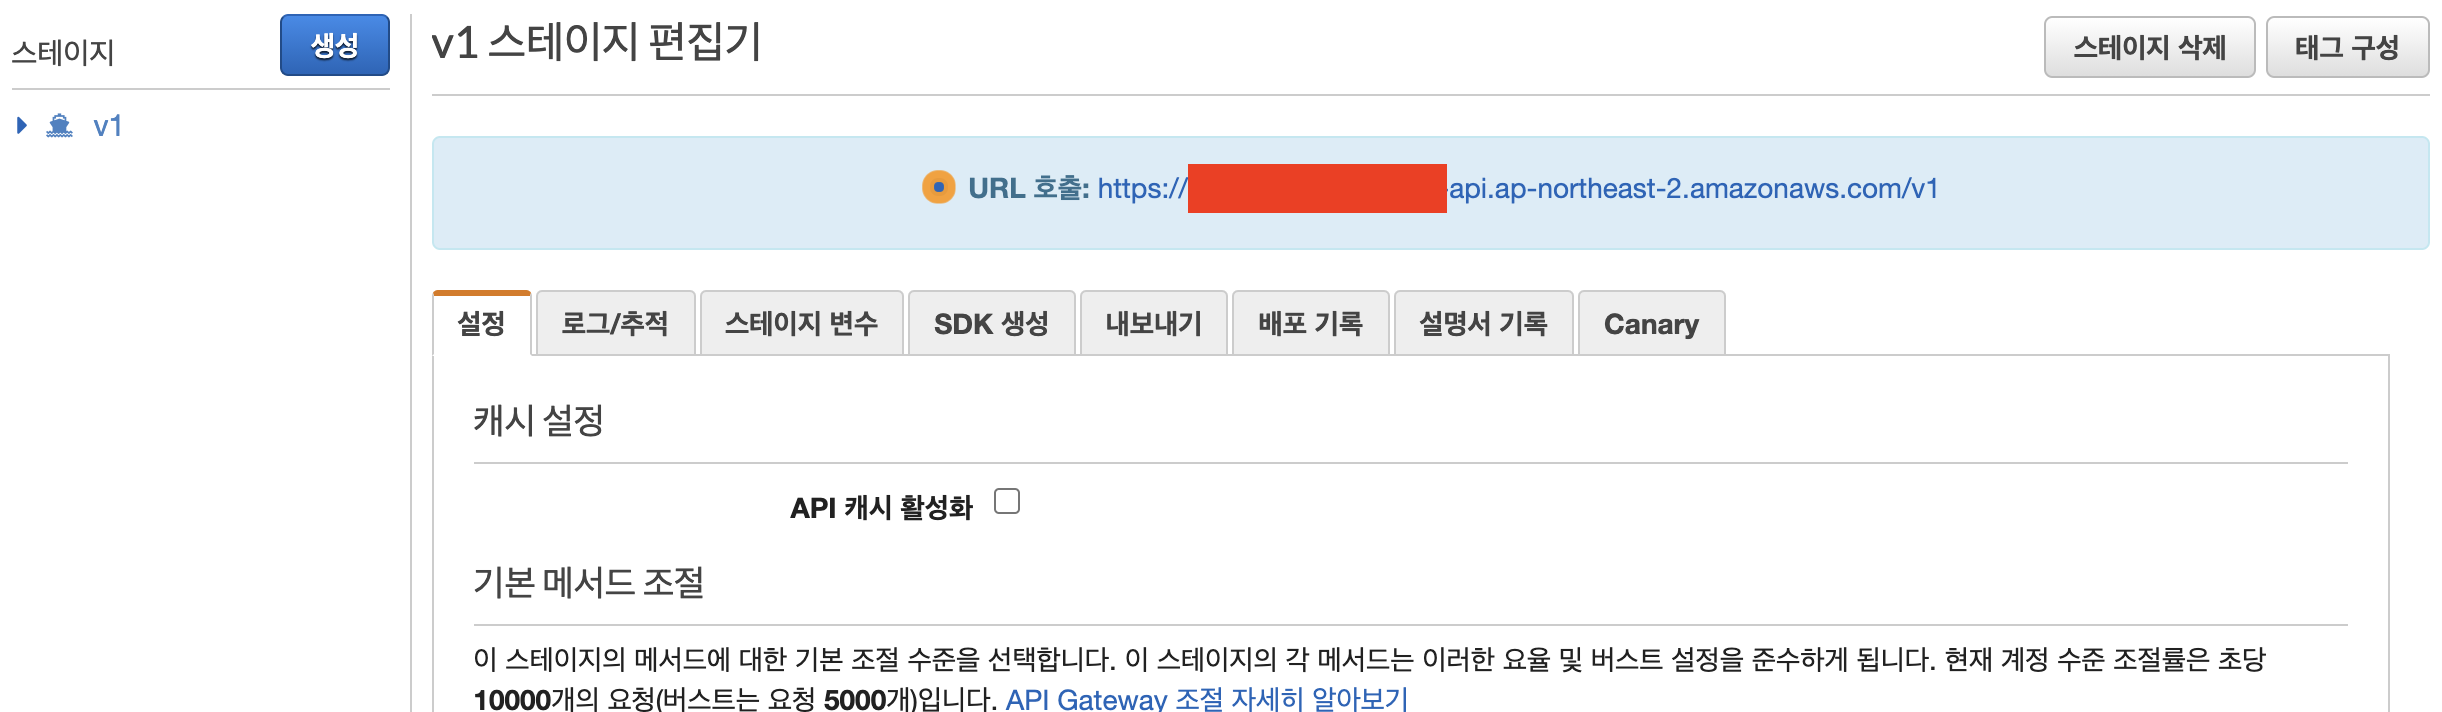 스테이지
생성
v1
v1 스테이지 편집기
스테이지 삭제
태그 구성
URL 호출: https:// api.ap-northeast-2.amazonaws.com/v1
설정
로그/추적
스테이지 변수
SDK 생성
내보내기
배포 기록
설명서 기록
Canary
캐시 설정
API 캐시 활성화
기본 메서드 조절
이 스테이지의 메서드에 대한 기본 조절 수준을 선택합니다. 이 스테이지의 각 메서드는 이러한 요율 및 버스트 설정을 준수하게 됩니다. 현재 계정 수준 조절률은 초당
10000개의 요청(버스트는 요청 5000개)입니다. API Gateway 조절 자세히 알아보기